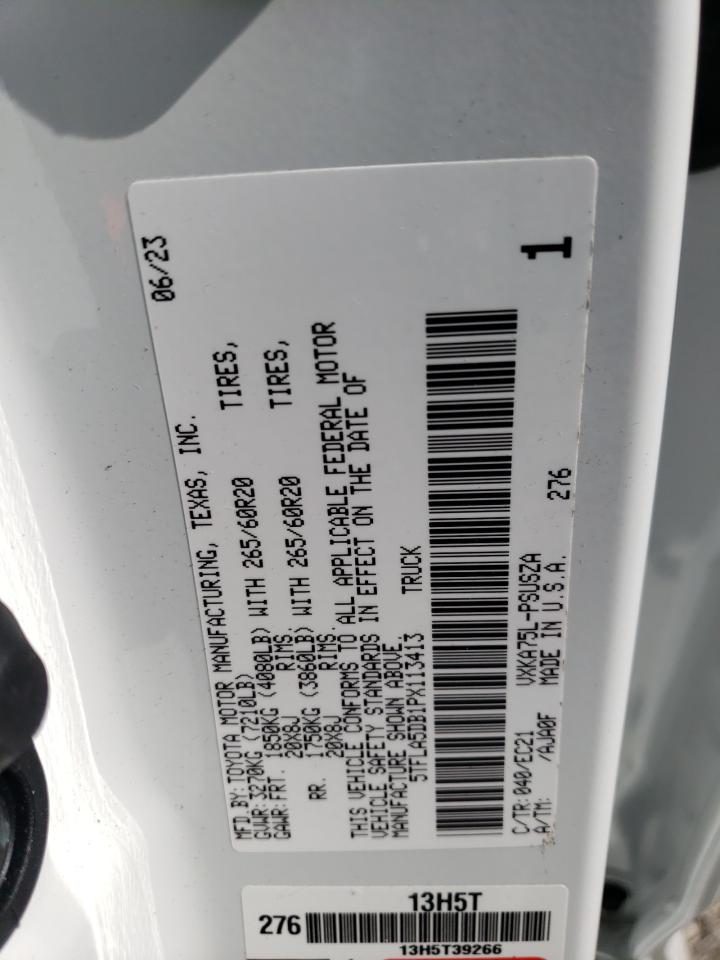 06/23
MFD.BY:TOYOTA MOTOR MANUFACTURING, TEXAS, INC.
GVWR:3270KG (7210LB)
GAWR:FRT. 1850KG (4080LB) WITH 265/60R20 TIRES,
20X8J RIMS.
RR. 1750KG (3860LB) WITH 265/60R20 TIRES,
20X8J RIMS.
THIS VEHICLE CONFORMS TO ALL APPLICABLE FEDERAL MOTOR
VEHICLE SAFETY STANDARDS IN EFFECT ON THE DATE OF
MANUFACTURE SHOWN ABOVE.
5TFLA5DB1PX113413 TRUCK
C/TR:040/EC21 VXKA75L-PSUSZA 276
A/TM: /AJA0F MADE IN U.S.A.
1
13H5T
276
13H5T39266